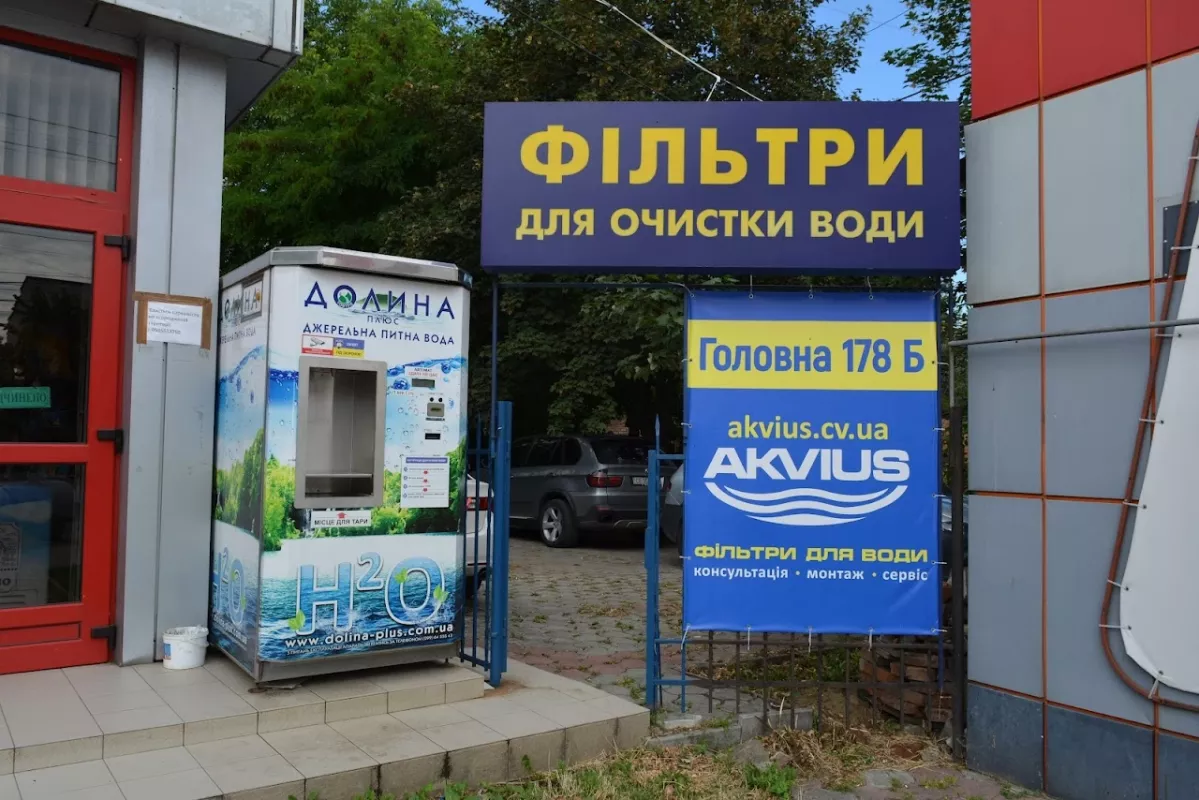 ФІЛЬТРИ
ДЛЯ ОЧИСТКИ ВОДИ
Головна 178 Б
akvius.cv.ua
AKVIUS
ФІЛЬТРИ ДЛЯ ВОДИ
консультація · монтаж · сервіс
ДОЛИНА
ПЛЮС
ДЖЕРЕЛЬНА ПИТНА ВОДА
МІСЦЕ ДЛЯ ТАРИ
H²O
www.dolina-plus.com.ua
H²O